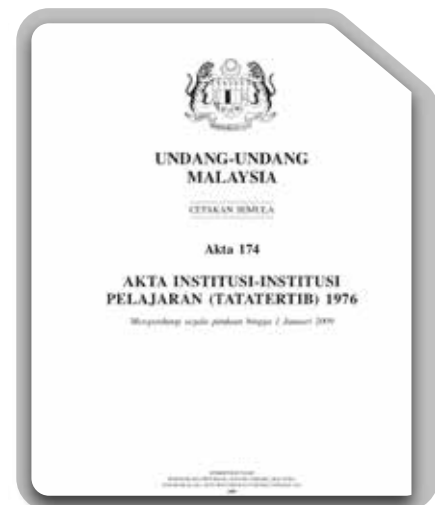 UNDANG-UNDANG
MALAYSIA
CETAKAN SEMULA
Akta 174
AKTA INSTITUSI-INSTITUSI
PELAJARAN (TATATERTIB) 1976
Mengandungi segala pindaan hingga 1 Januari 2009